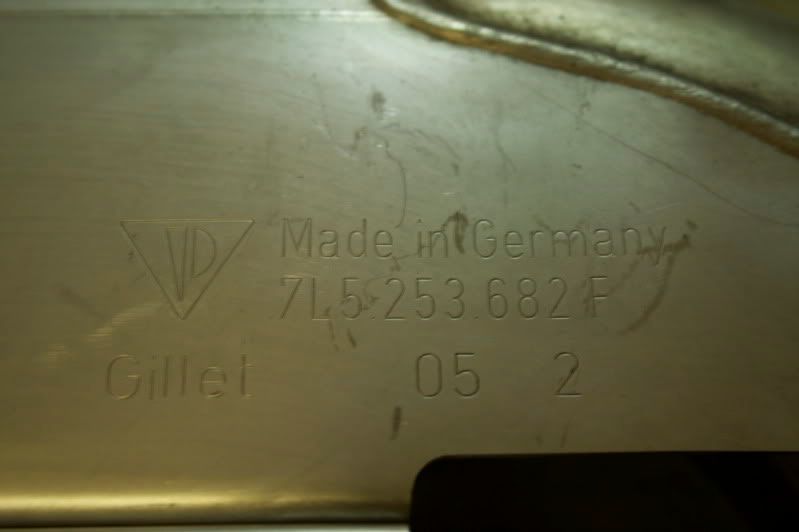 Made in Germany
7L5.253.682 F
Gillet 05 2